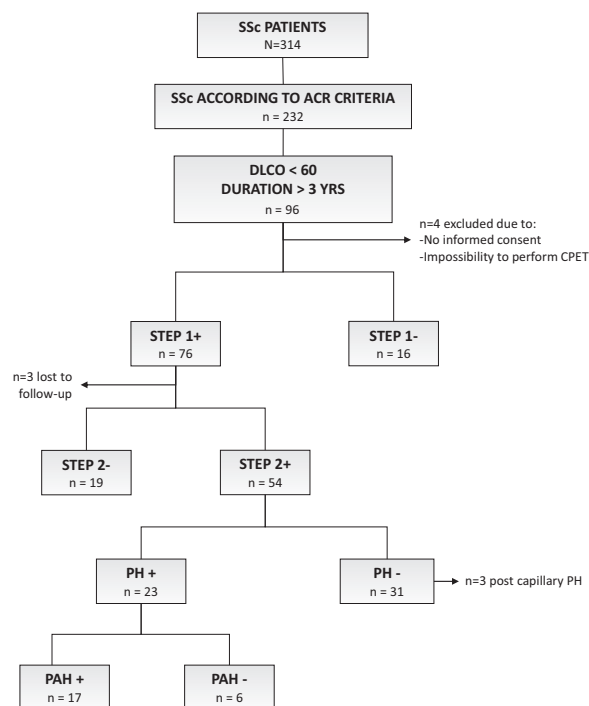 SSc PATIENTS
N=314
SSc ACCORDING TO ACR CRITERIA
n = 232
DLCO < 60
DURATION > 3 YRS
n = 96
n=4 excluded due to:
-No informed consent
-Impossibility to perform CPET
STEP 1+
n = 76
STEP 1-
n = 16
n=3 lost to
follow-up
STEP 2-
n = 19
STEP 2+
n = 54
PH +
n = 23
PH -
n = 31
n=3 post capillary PH
PAH +
n = 17
PAH -
n = 6